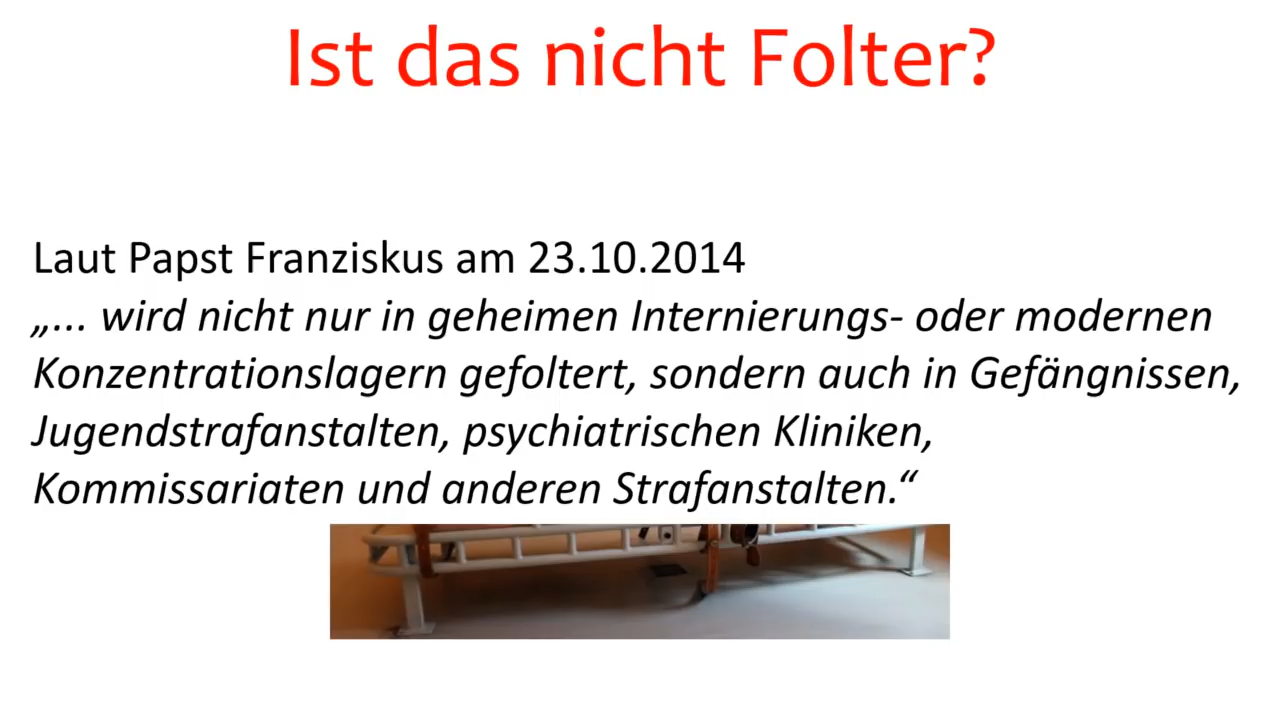 Ist das nicht Folter?
Laut Papst Franziskus am 23.10.2014
„... wird nicht nur in geheimen Internierungs- oder modernen
Konzentrationslagern gefoltert, sondern auch in Gefängnissen,
Jugendstrafanstalten, psychiatrischen Kliniken,
Kommissariaten und anderen Strafanstalten.“